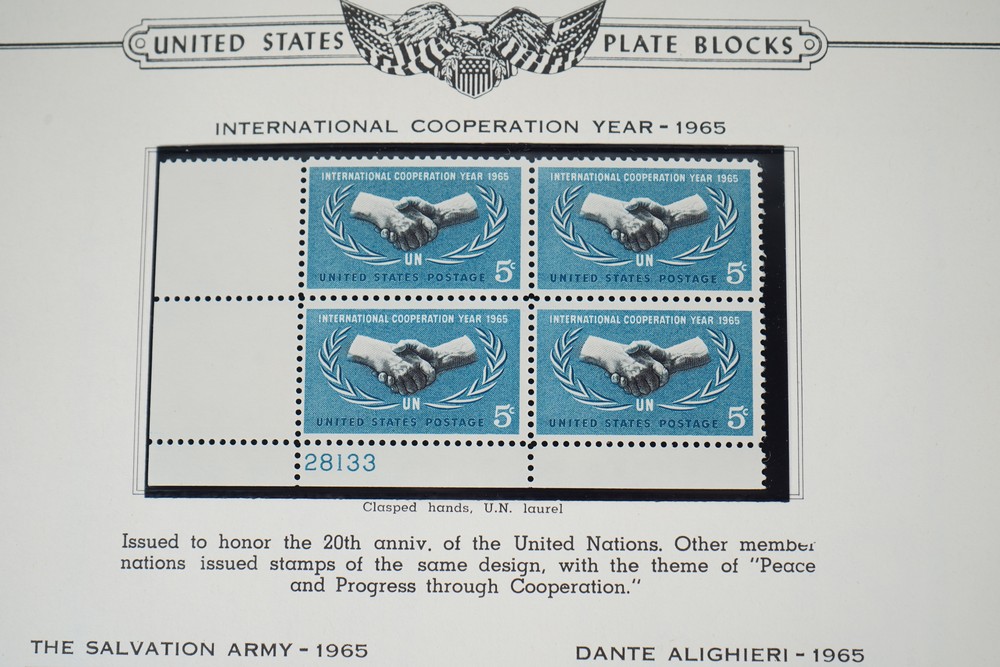 UNITED STATES PLATE BLOCKS
INTERNATIONAL COOPERATION YEAR - 1965
INTERNATIONAL COOPERATION YEAR 1965
UN
UNITED STATES POSTAGE 5c
INTERNATIONAL COOPERATION YEAR 1965
UN
UNITED STATES POSTAGE 5c
INTERNATIONAL COOPERATION YEAR 1965
UN
UNITED STATES POSTAGE 5c
INTERNATIONAL COOPERATION YEAR 1965
UN
UNITED STATES POSTAGE 5c
28133
Clasped hands, U.N. laurel
Issued to honor the 20th anniv. of the United Nations. Other member
nations issued stamps of the same design, with the theme of "Peace
and Progress through Cooperation."
THE SALVATION ARMY - 1965
DANTE ALIGHIERI - 1965